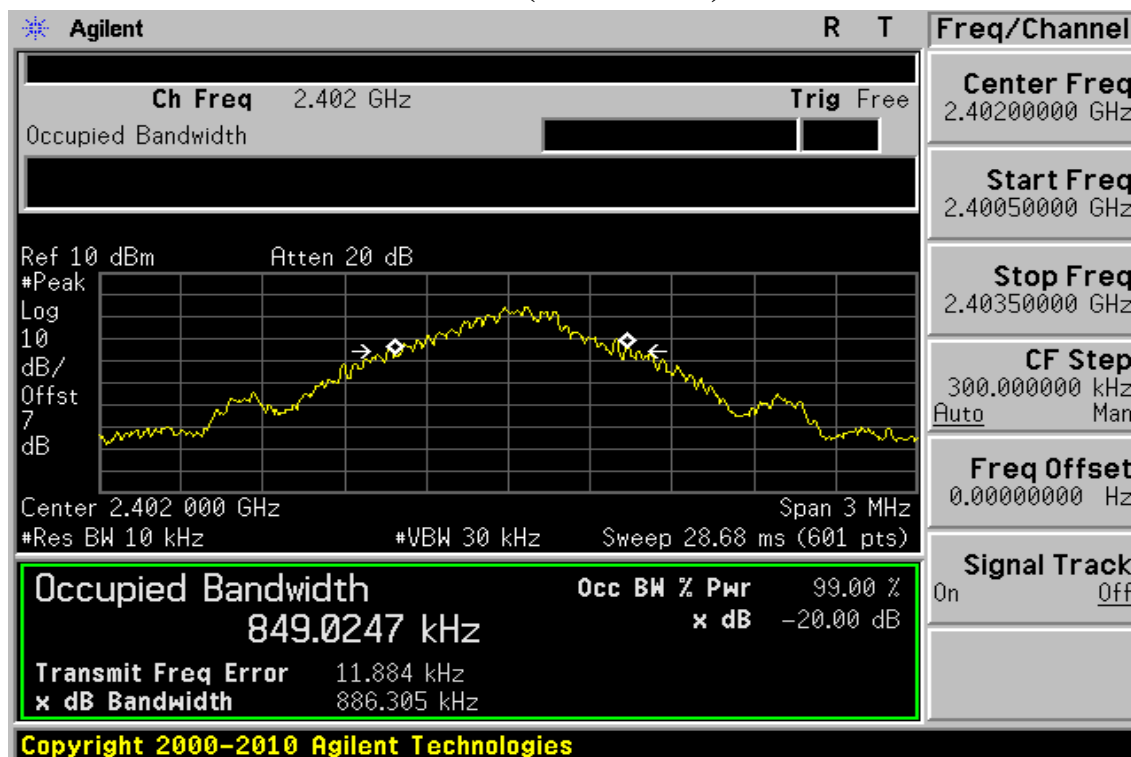 Agilent R T
Freq/Channel
Ch Freq 2.402 GHz Trig Free
Occupied Bandwidth
Center Freq
2.40200000 GHz
Start Freq
2.40050000 GHz
Stop Freq
2.40350000 GHz
CF Step
300.000000 kHz
Auto Man
Freq Offset
0.00000000 Hz
Signal Track
On Off
Ref 10 dBm Atten 20 dB
#Peak
Log
10
dB/
Offst
7
dB
Center 2.402 000 GHz Span 3 MHz
#Res BW 10 kHz #VBW 30 kHz Sweep 28.68 ms (601 pts)
Occupied Bandwidth Occ BW % Pwr 99.00 %
849.0247 kHz x dB -20.00 dB
Transmit Freq Error 11.884 kHz
x dB Bandwidth 886.305 kHz
Copyright 2000-2010 Agilent Technologies